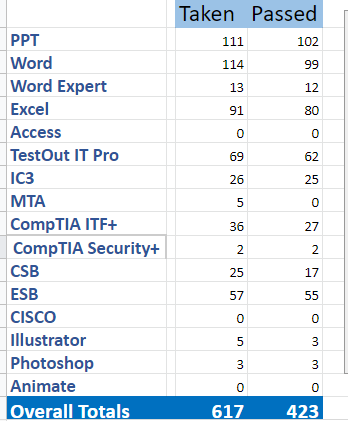 Taken Passed
PPT 111 102
Word 114 99
Word Expert 13 12
Excel 91 80
Access 0 0
TestOut IT Pro 69 62
IC3 26 25
MTA 5 0
CompTIA ITF+ 36 27
CompTIA Security+ 2 2
CSB 25 17
ESB 57 55
CISCO 0 0
Illustrator 5 3
Photoshop 3 3
Animate 0 0
Overall Totals 617 423